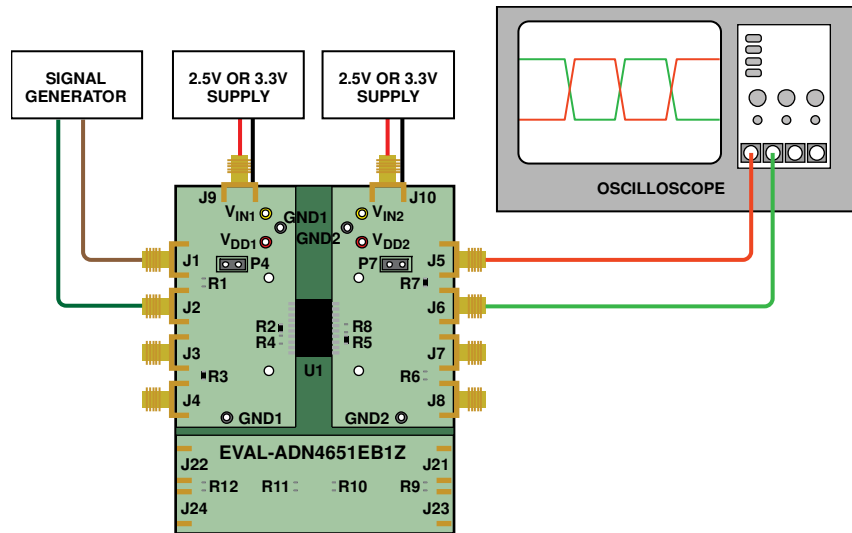 SIGNAL
GENERATOR
2.5V OR 3.3V
SUPPLY
2.5V OR 3.3V
SUPPLY
OSCILLOSCOPE
J9
J10
VIN1
GND1
VIN2
GND2
VDD1
VDD2
J1
P4
P7
J5
R1
R7
J2
J6
R2
R8
R4
R5
J3
J7
U1
R3
R6
J4
J8
GND1
GND2
EVAL-ADN4651EB1Z
J22
J21
R12
R11
R10
R9
J24
J23